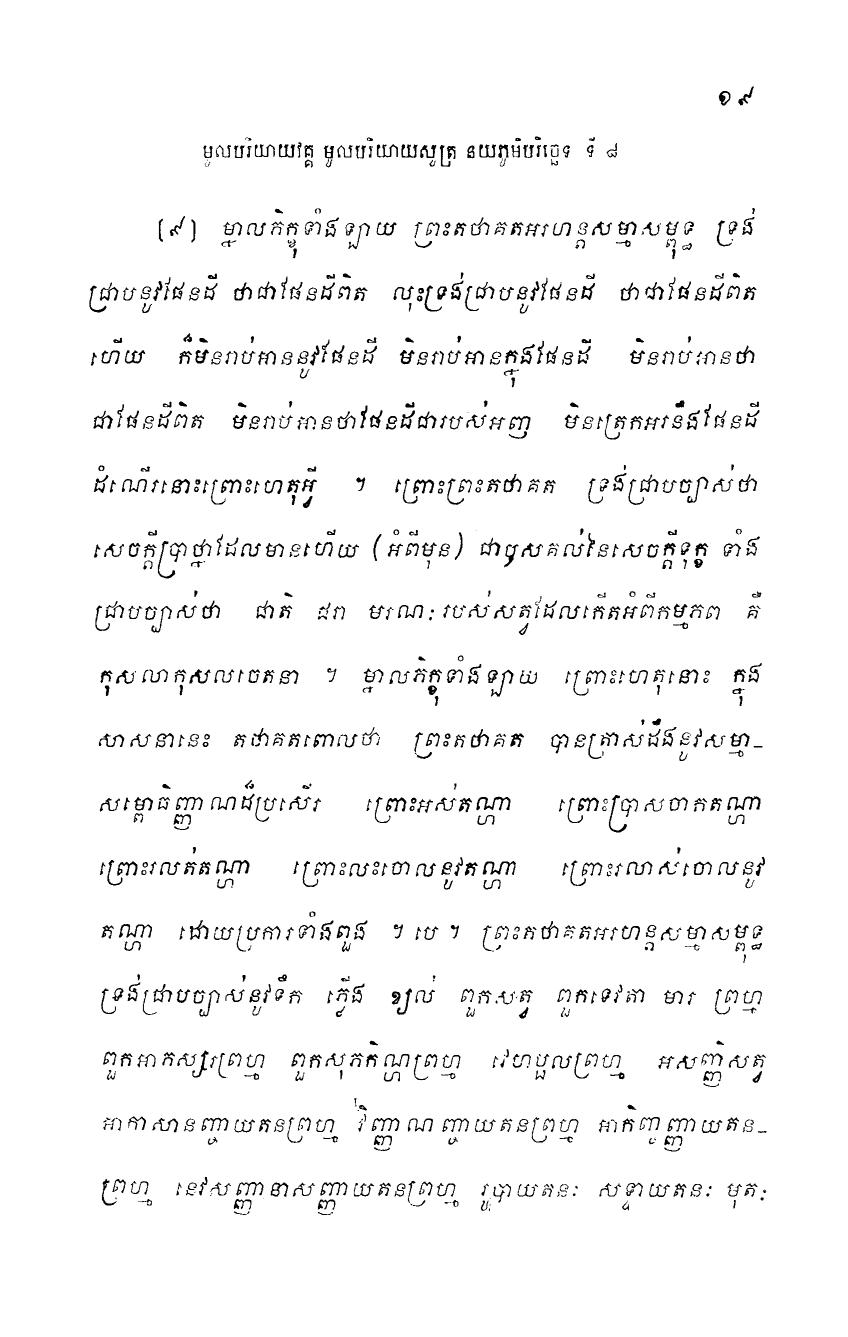 ១៩
មូលបរិយាយវគ្គ មូលបរិយាយសូត្រ នយភូមិបរិច្ឆេទ ទី ៨
[៩] ម្នាលភិក្ខុទាំងឡាយ ព្រះតថាគតអរហន្តសម្មាសម្ពុទ្ធ ទ្រង់
ជ្រាបនូវផែនដី ថាជាផែនដីពិត លុះទ្រង់ជ្រាបនូវផែនដី ថាជាផែនដីពិត
ហើយ ក៏មិនរាប់អាននូវផែនដី មិនរាប់អានក្នុងផែនដី មិនរាប់អានថា
ជាផែនដីពិត មិនរាប់អានថាផែនដីជារបស់អញ មិនត្រេកអរនឹងផែនដី
ដំណើរនោះព្រោះហេតុអ្វី ។ ព្រោះព្រះតថាគត ទ្រង់ជ្រាបច្បាស់ថា
សេចក្តីប្រាថ្នាដែលមានហើយ (អំពីមុន) ជាឫសគល់នៃសេចក្តីទុក្ខ ទាំង
ជ្រាបច្បាស់ថា ជាតិ ជរា មរណៈ របស់សត្វដែលកើតអំពីកម្មភព គឺ
កុសលាកុសលចេតនា ។ ម្នាលភិក្ខុទាំងឡាយ ព្រោះហេតុនោះ ក្នុង
សាសនានេះ តថាគតពោលថា ព្រះតថាគត បានត្រាស់ដឹងនូវសម្មា-
សម្ពោធិញ្ញាណដ៏ប្រសើរ ព្រោះអស់តណ្ហា ព្រោះប្រាសចាកតណ្ហា
ព្រោះរលត់តណ្ហា ព្រោះលះចោលនូវតណ្ហា ព្រោះរលាស់ចោលនូវ
តណ្ហា ដោយប្រការទាំងពួង ។ បេ ។ ព្រះតថាគតអរហន្តសម្មាសម្ពុទ្ធ
ទ្រង់ជ្រាបច្បាស់នូវទឹក ភ្លើង ខ្យល់ ពួកសត្វ ពួកទេវតា មារ ព្រហ្ម
ពួកអាភស្សរព្រហ្ម ពួកសុភកិណ្ហព្រហ្ម វេហប្ផលព្រហ្ម អសញ្ញិសត្វ
អាកាសានញ្ចាយតនព្រហ្ម វិញ្ញាណញ្ចាយតនព្រហ្ម អាកិញ្ចញ្ញាយតន-
ព្រហ្ម នេវសញ្ញានាសញ្ញាយតនព្រហ្ម រូបាយតនៈ សទ្ទាយតនៈ មុតៈ